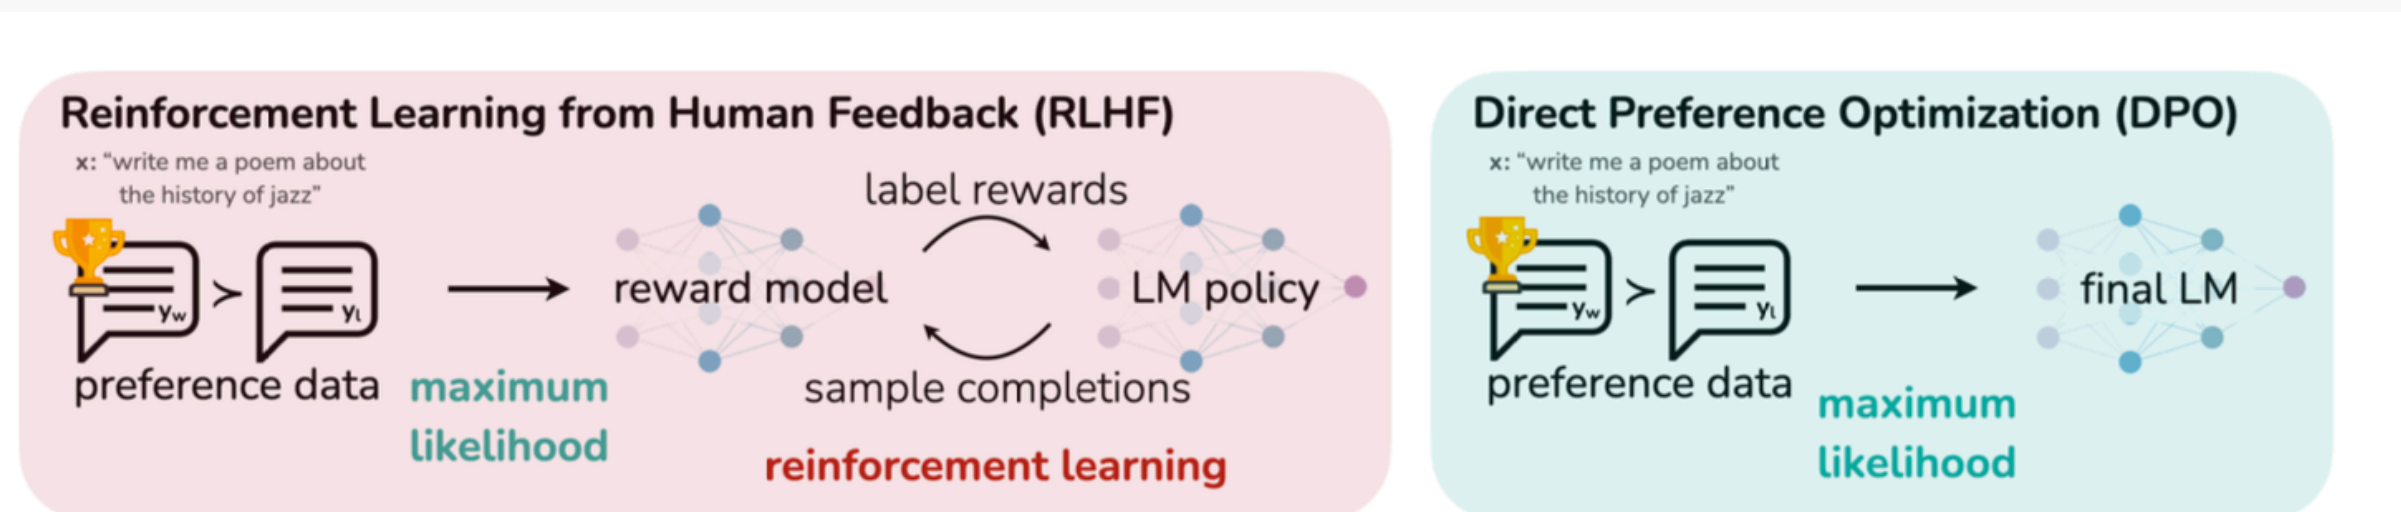 Reinforcement Learning from Human Feedback (RLHF)
x: “write me a poem about
the history of jazz”
label rewards
yw
≻
yl
reward model
LM policy
preference data
sample completions
maximum
likelihood
reinforcement learning
Direct Preference Optimization (DPO)
x: “write me a poem about
the history of jazz”
yw
≻
yl
final LM
preference data
maximum
likelihood